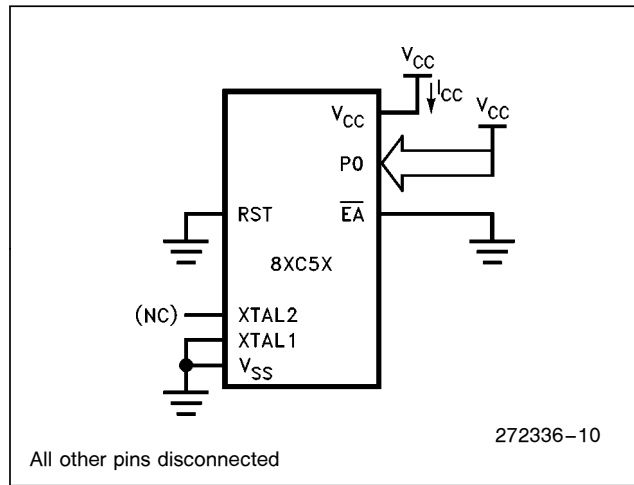 VCC
ICC
VCC
VCC
P0
RST
EA
8XC5X
(NC)
XTAL2
XTAL1
VSS
272336–10
All other pins disconnected